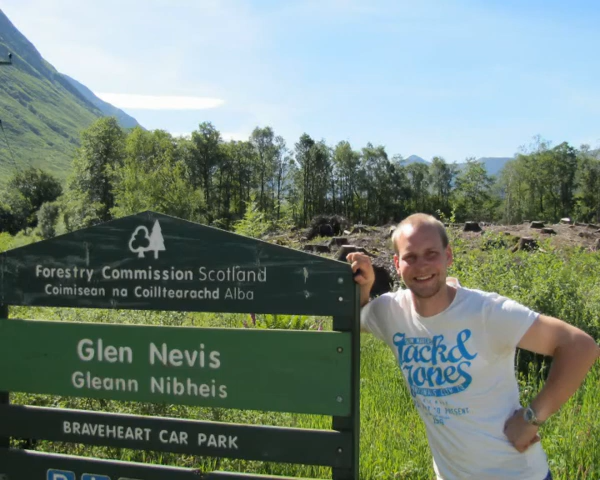 Forestry Commission Scotland
Coimisean na Coilltearachd Alba
Glen Nevis
Gleann Nibheis
BRAVEHEART CAR PARK
P
Jack&
Jones